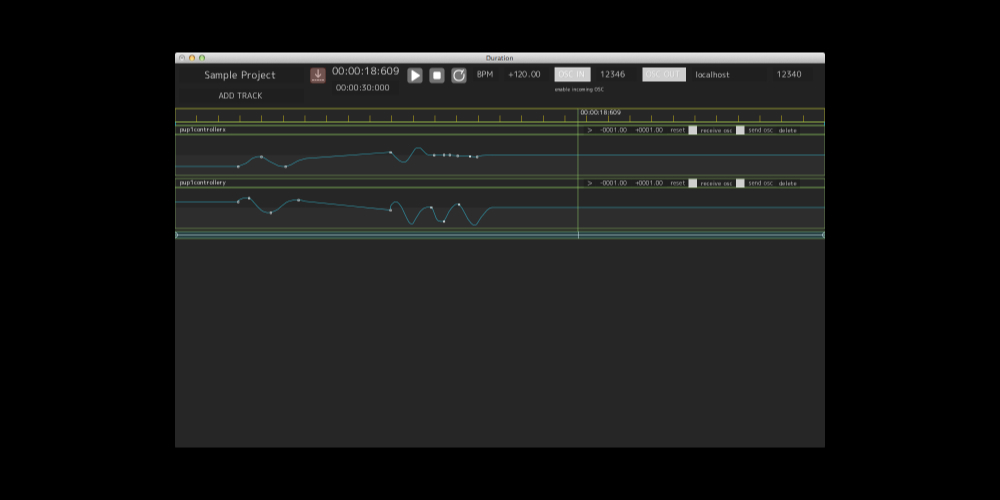 Duration
Sample Project
00:00:18:609
BPM +120.00 OSC IN 12346 OSC OUT localhost 12340
ADD TRACK
00:00:30:000
enable incoming OSC
00:00:18:609
pup1controllerx > -0001.00 +0001.00 reset receive osc send osc delete
pup1controllery > -0001.00 +0001.00 reset receive osc send osc delete